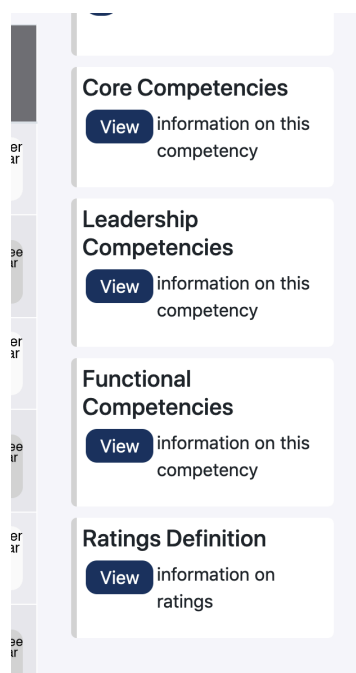 Core Competencies
View information on this
competency
Leadership
Competencies
View information on this
competency
Functional
Competencies
View information on this
competency
Ratings Definition
View information on
ratings